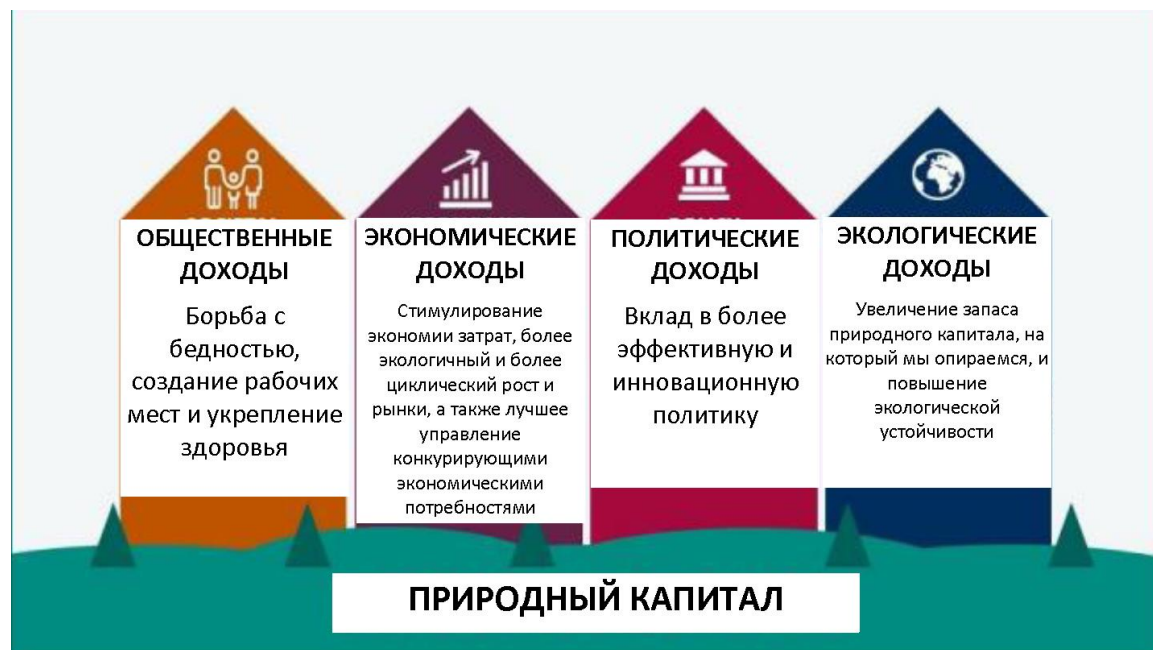 ОБЩЕСТВЕННЫЕ
ДОХОДЫ
Борьба с
бедностью,
создание рабочих
мест и укрепление
здоровья
ЭКОНОМИЧЕСКИЕ
ДОХОДЫ
Стимулирование
экономии затрат, более
экологичный и более
циклический рост и
рынки, а также лучшее
управление
конкурирующими
экономическими
потребностями
ПОЛИТИЧЕСКИЕ
ДОХОДЫ
Вклад в более
эффективную и
инновационную
политику
ЭКОЛОГИЧЕСКИЕ
ДОХОДЫ
Увеличение запаса
природного капитала, на
который мы опираемся, и
повышение
экологической
устойчивости
ПРИРОДНЫЙ КАПИТАЛ